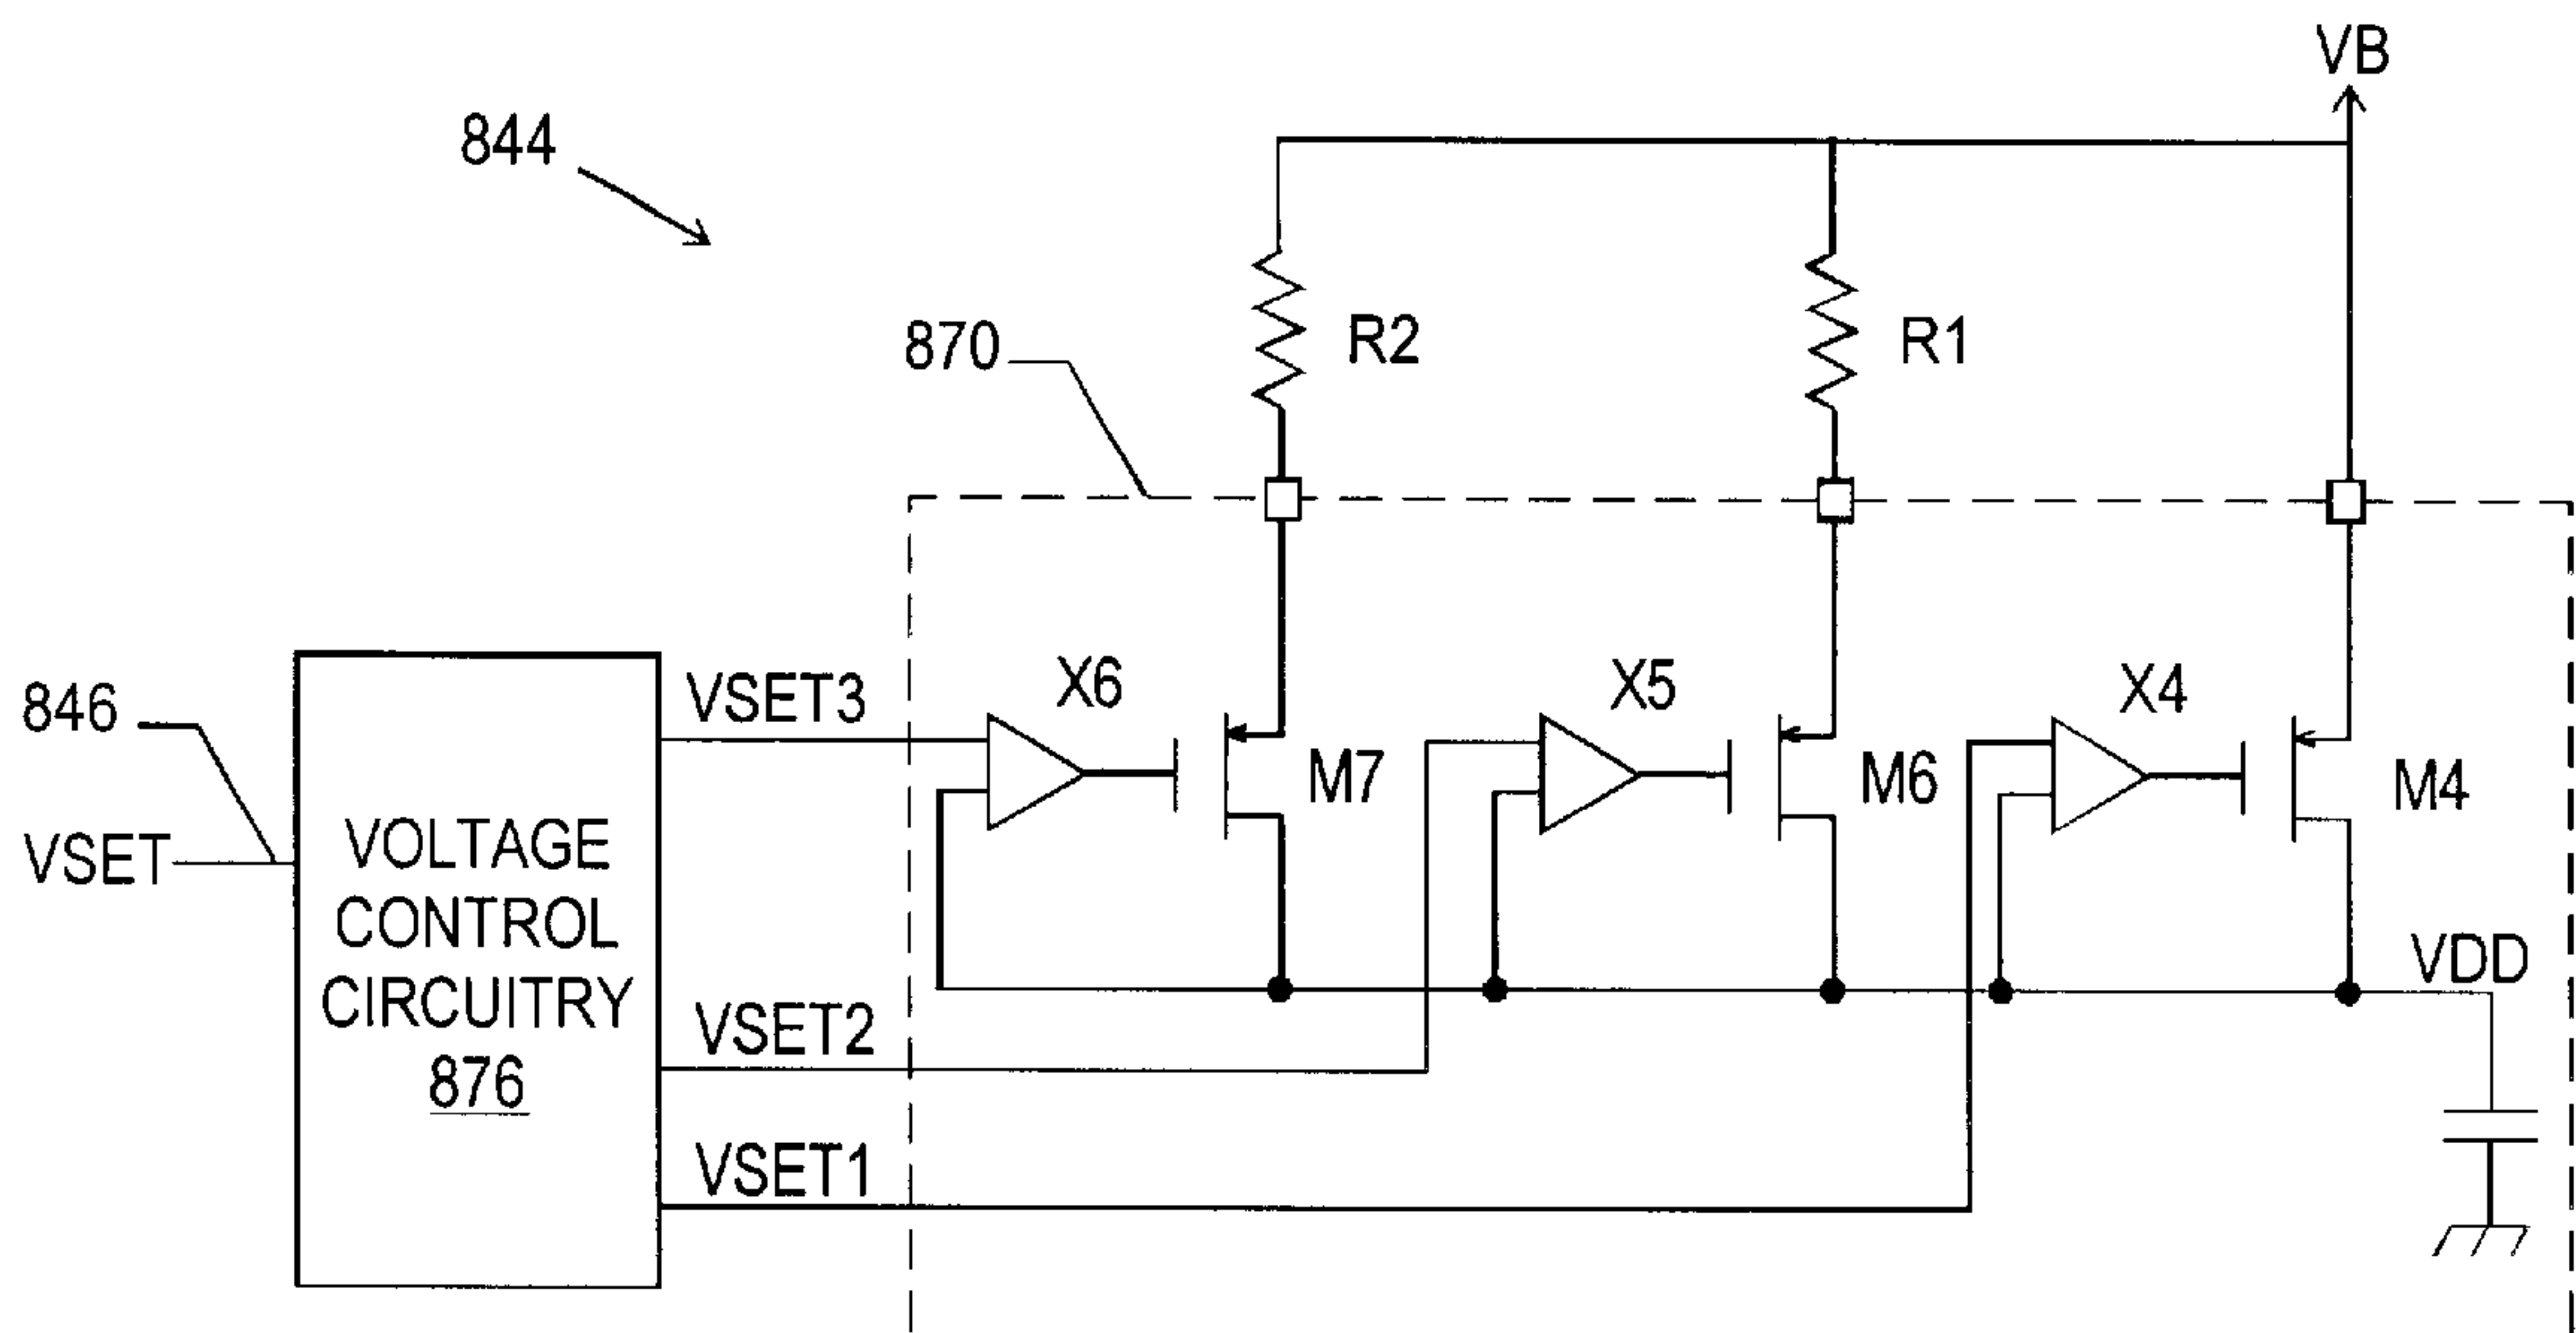 VB
844
870
R2
R1
846
VSET3
X6
X5
X4
M7
M6
M4
VSET
VOLTAGE
CONTROL
CIRCUITRY
876
VDD
VSET2
VSET1